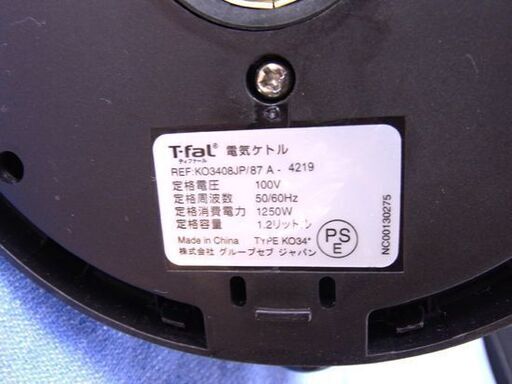 T-fal® 電気ケトル
ティファール
REF:KO3408JP/87 A - 4219
定格電圧 100V
定格周波数 50/60Hz
定格消費電力 1250W
定格容量 1.2リットル
Made in China TYPE KO34*
株式会社 グループセブ ジャパン
PS
E
NC00130275